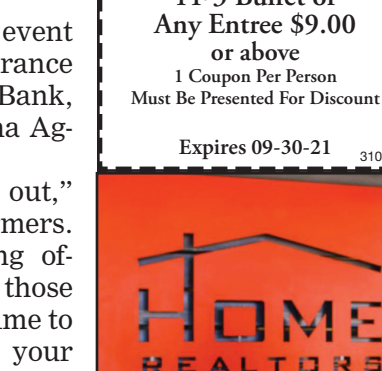 event
rance
Bank,
na Ag-
out,”
mers.
ng of-
those
me to
your
Any Entree $9.00
or above
1 Coupon Per Person
Must Be Presented For Discount
Expires 09-30-21
310
HOME
REALTORS